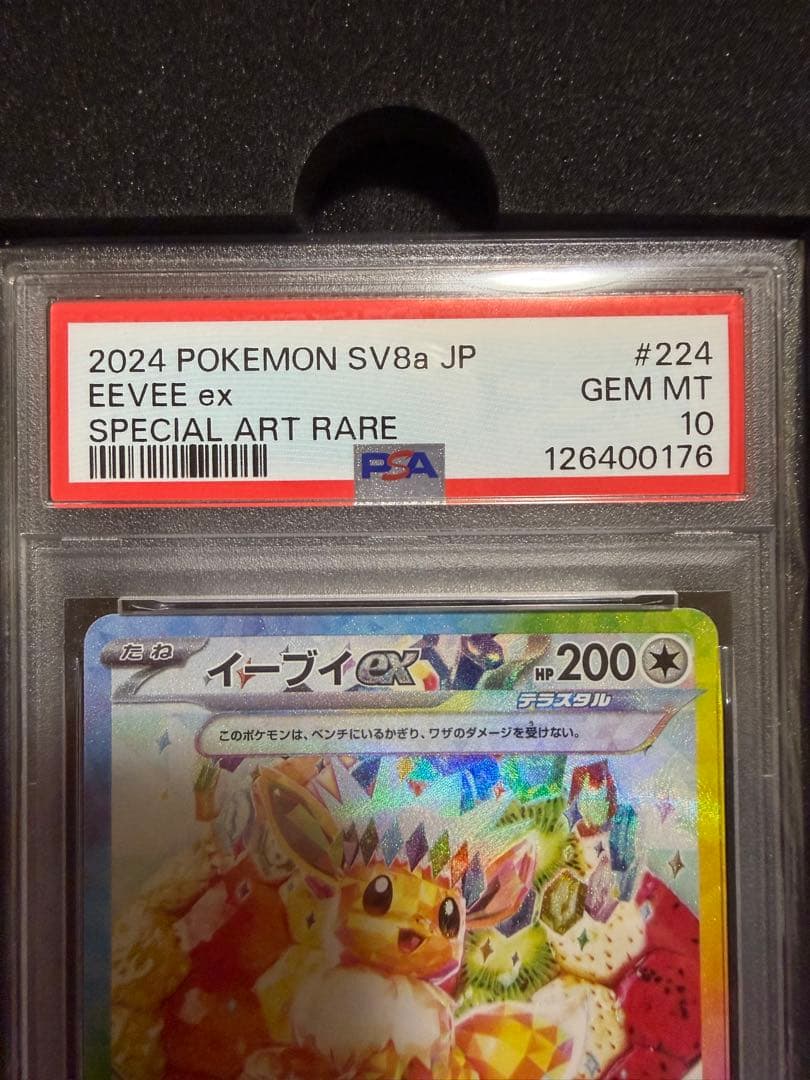 2024 POKEMON SV8a JP #224
EEVEE ex GEM MT
SPECIAL ART RARE 10
PSA 126400176
たね イーブイex HP 200
テラスタル
このポケモンは、ベンチにいるかぎり、ワザのダメージを受けない。